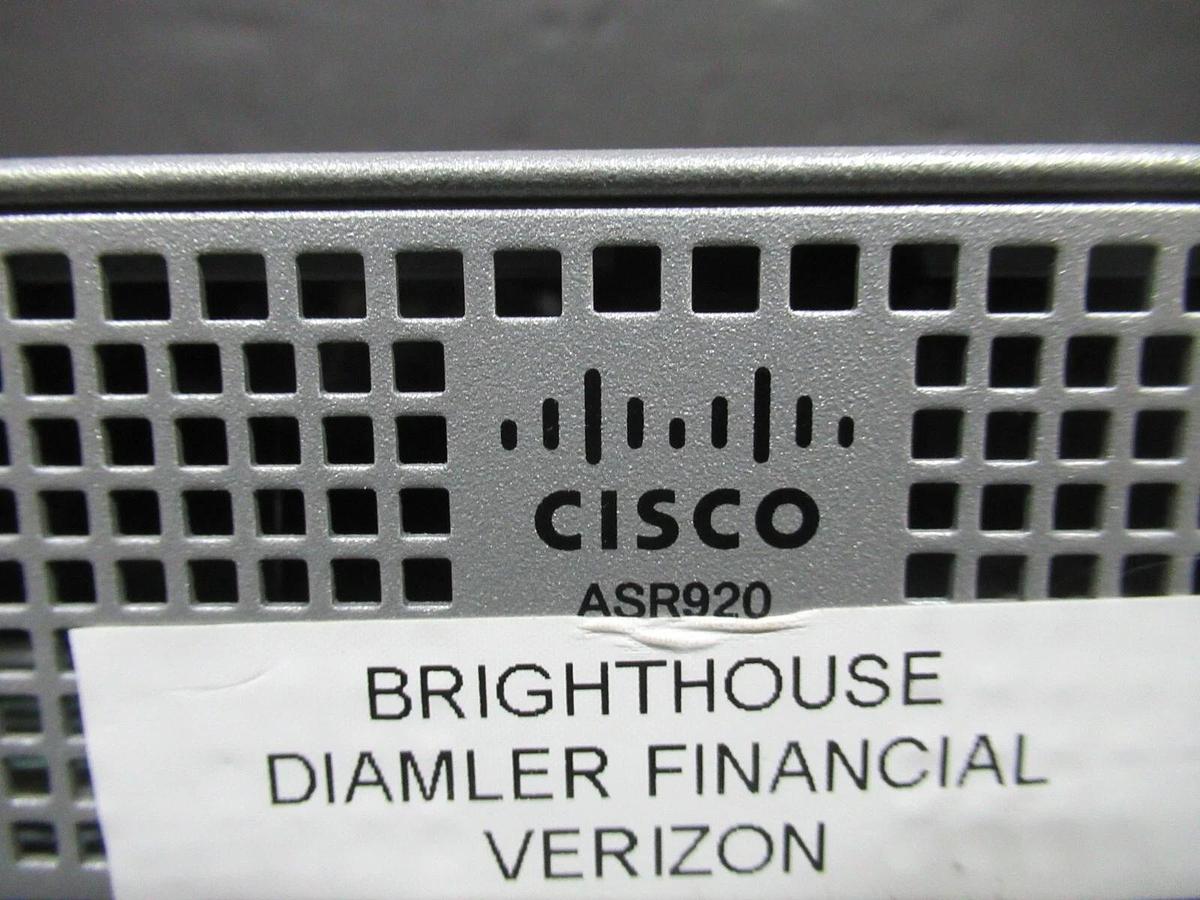 CISCO
ASR920
BRIGHTHOUSE
DIAMLER FINANCIAL
VERIZON